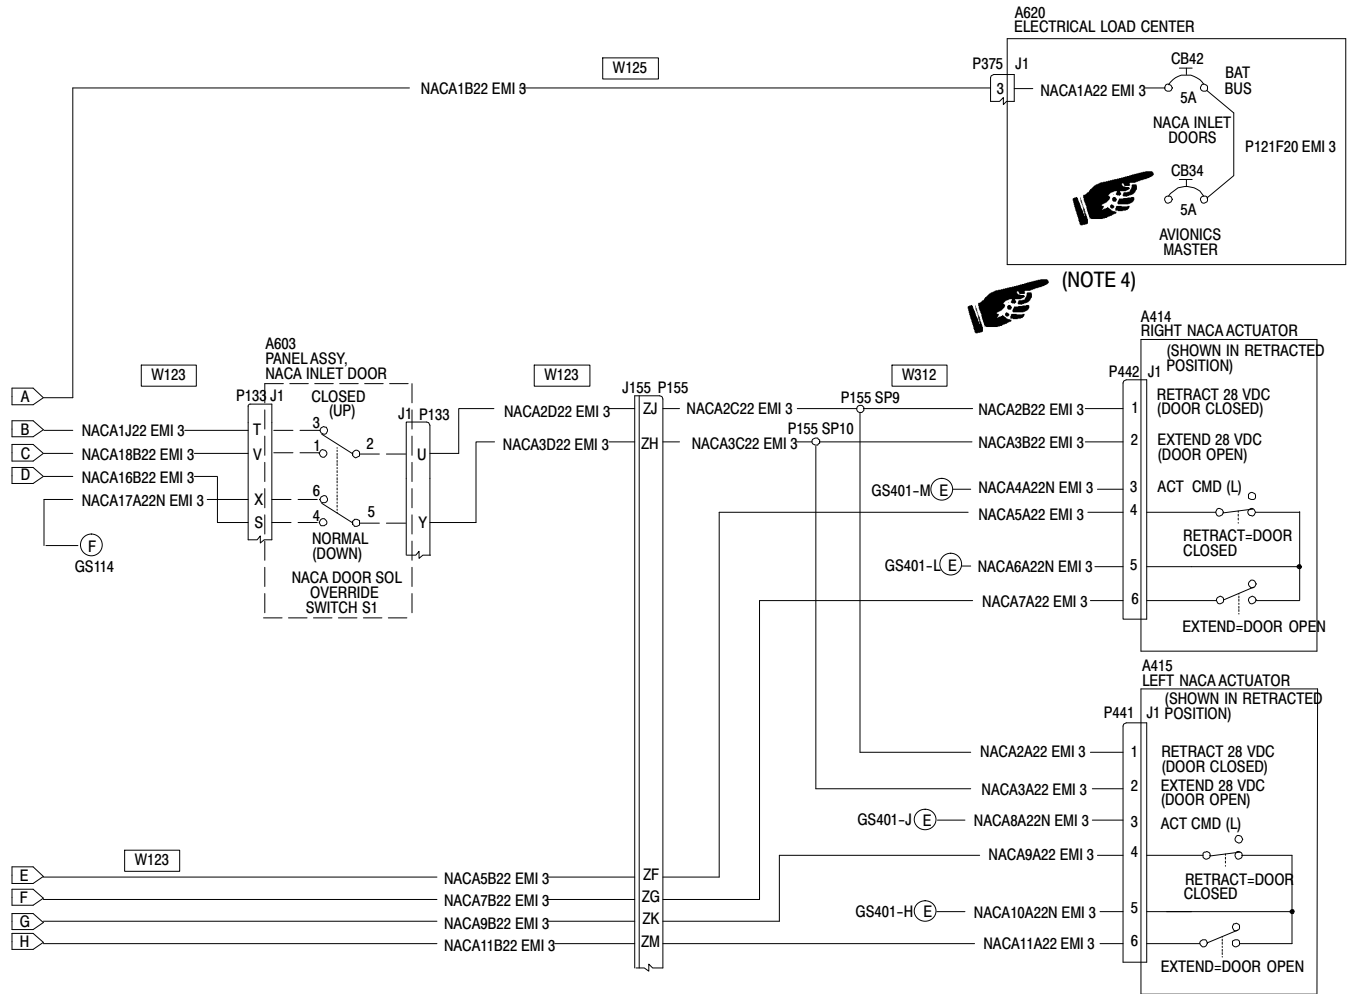 A620
ELECTRICAL LOAD CENTER
W125
P375 J1
CB42
BAT
BUS
NACA1B22 EMI 3
3
NACA1A22 EMI 3
5A
NACA INLET
DOORS
P121F20 EMI 3
CB34
5A
AVIONICS
MASTER
(NOTE 4)
A603
PANEL ASSY,
NACA INLET DOOR
W123
W123
W312
A414
RIGHT NACA ACTUATOR
(SHOWN IN RETRACTED
POSITION)
P442 J1
A
P133 J1
CLOSED
(UP)
J1 P133
J155 P155
P155 SP9
RETRACT 28 VDC
(DOOR CLOSED)
NACA2D22 EMI 3
ZJ
NACA2C22 EMI 3
NACA2B22 EMI 3
1
B
NACA1J22 EMI 3
T
3
P155 SP10
C
NACA18B22 EMI 3
V
1
2
U
NACA3D22 EMI 3
ZH
NACA3C22 EMI 3
NACA3B22 EMI 3
2
EXTEND 28 VDC
(DOOR OPEN)
D
NACA16B22 EMI 3
NACA17A22N EMI 3
X
6
GS401-M E
NACA4A22N EMI 3
3
ACT CMD (L)
S
4
5
Y
NACA5A22 EMI 3
4
NORMAL
(DOWN)
RETRACT=DOOR
CLOSED
F
GS114
GS401-L E
NACA6A22N EMI 3
5
NACA DOOR SOL
OVERRIDE
SWITCH S1
NACA7A22 EMI 3
6
EXTEND=DOOR OPEN
A415
LEFT NACA ACTUATOR
(SHOWN IN RETRACTED
POSITION)
P441 J1
NACA2A22 EMI 3
1
RETRACT 28 VDC
(DOOR CLOSED)
NACA3A22 EMI 3
2
EXTEND 28 VDC
(DOOR OPEN)
GS401-J E
NACA8A22N EMI 3
3
ACT CMD (L)
W123
NACA9A22 EMI 3
4
E
NACA5B22 EMI 3
ZF
RETRACT=DOOR
CLOSED
F
NACA7B22 EMI 3
ZG
G
NACA9B22 EMI 3
ZK
GS401-H E
NACA10A22N EMI 3
5
H
NACA11B22 EMI 3
ZM
NACA11A22 EMI 3
6
EXTEND=DOOR OPEN